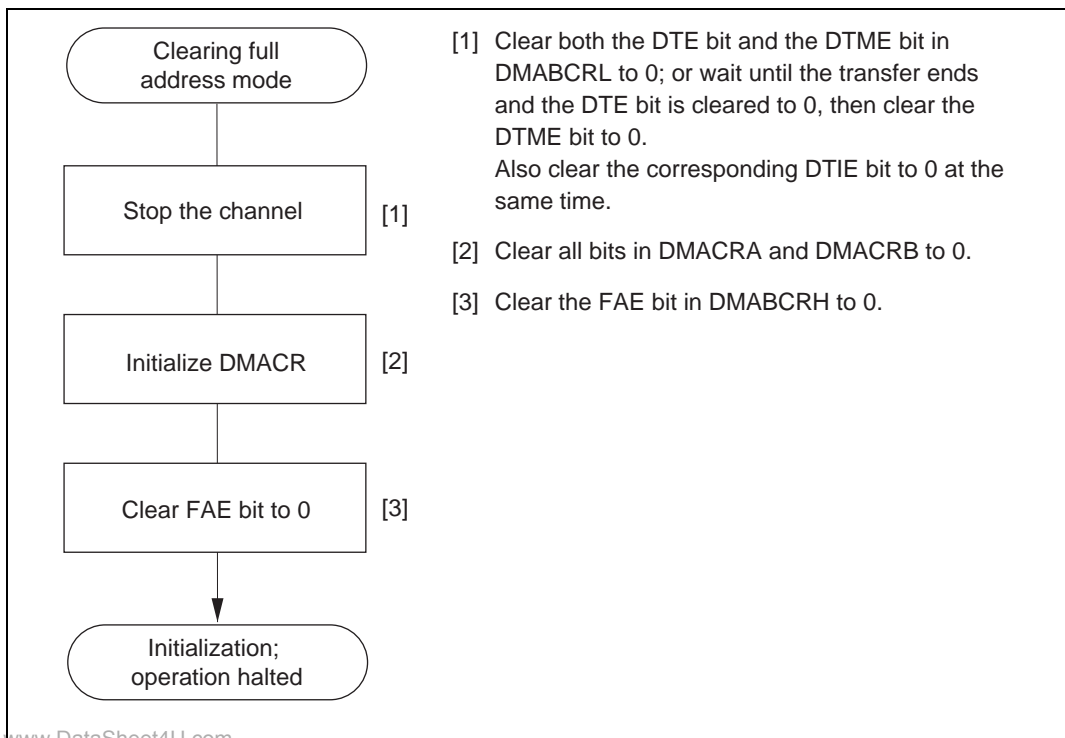 Clearing full
address mode
Stop the channel
[1]
Initialize DMACR
[2]
Clear FAE bit to 0
[3]
Initialization;
operation halted
[1] Clear both the DTE bit and the DTME bit in
DMABCRL to 0; or wait until the transfer ends
and the DTE bit is cleared to 0, then clear the
DTME bit to 0.
Also clear the corresponding DTIE bit to 0 at the
same time.
[2] Clear all bits in DMACRA and DMACRB to 0.
[3] Clear the FAE bit in DMABCRH to 0.
www.DataSheet4U.com